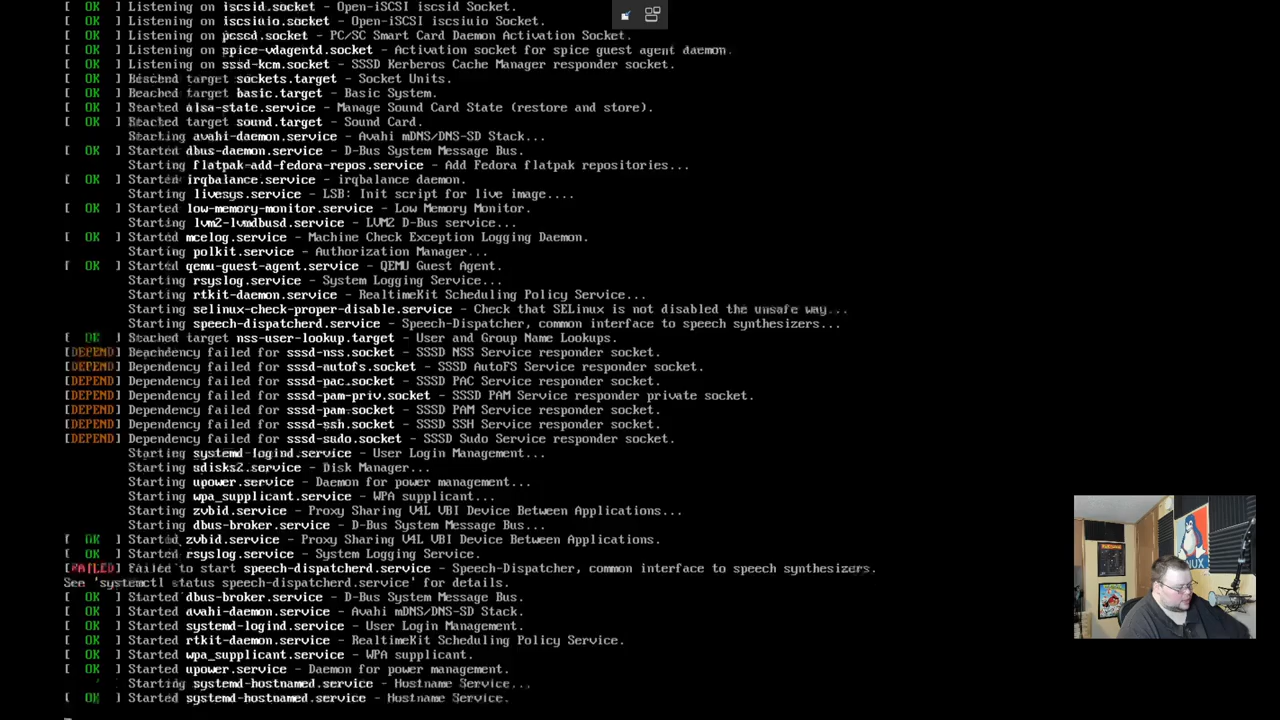 [ OK ] Listening on iscsid.socket - Open-iSCSI iscsid Socket.
[ OK ] Listening on iscsiuio.socket - Open-iSCSI iscsiuio Socket.
[ OK ] Listening on pcscd.socket - PC/SC Smart Card Daemon Activation Socket.
[ OK ] Listening on spice-vdagentd.socket - Activation socket for spice guest agent daemon.
[ OK ] Listening on sssd-kcm.socket - SSSD Kerberos Cache Manager responder socket.
[ OK ] Reached target sockets.target - Socket Units.
[ OK ] Reached target basic.target - Basic System.
[ OK ] Started alsa-state.service - Manage Sound Card State (restore and store).
[ OK ] Reached target sound.target - Sound Card.
Starting avahi-daemon.service - Avahi mDNS/DNS-SD Stack...
[ OK ] Started dbus-daemon.service - D-Bus System Message Bus.
Starting flatpak-add-fedora-repos.service - Add Fedora flatpak repositories...
[ OK ] Started irqbalance.service - irqbalance daemon.
Starting livesys.service - LSB: Init script for live image....
[ OK ] Started low-memory-monitor.service - Low Memory Monitor.
Starting lvm2-lvmdbusd.service - LVM2 D-Bus service...
[ OK ] Started mcelog.service - Machine Check Exception Logging Daemon.
Starting polkit.service - Authorization Manager...
[ OK ] Started qemu-guest-agent.service - QEMU Guest Agent.
Starting rsyslog.service - System Logging Service...
Starting rtkit-daemon.service - RealtimeKit Scheduling Policy Service...
Starting selinux-check-proper-disable.service - Check that SELinux is not disabled the unsafe way...
Starting speech-dispatcherd.service - Speech-Dispatcher, common interface to speech synthesizers...
[ OK ] Reached target nss-user-lookup.target - User and Group Name Lookups.
[DEPEND] Dependency failed for sssd-nss.socket - SSSD NSS Service responder socket.
[DEPEND] Dependency failed for sssd-autofs.socket - SSSD AutoFS Service responder socket.
[DEPEND] Dependency failed for sssd-pac.socket - SSSD PAC Service responder socket.
[DEPEND] Dependency failed for sssd-pam-priv.socket - SSSD PAM Service responder private socket.
[DEPEND] Dependency failed for sssd-pam.socket - SSSD PAM Service responder socket.
[DEPEND] Dependency failed for sssd-ssh.socket - SSSD SSH Service responder socket.
[DEPEND] Dependency failed for sssd-sudo.socket - SSSD Sudo Service responder socket.
Starting systemd-logind.service - User Login Management...
Starting udisks2.service - Disk Manager...
Starting upower.service - Daemon for power management...
Starting wpa_supplicant.service - WPA supplicant...
Starting zvbid.service - Proxy Sharing V4L VBI Device Between Applications...
Starting dbus-broker.service - D-Bus System Message Bus...
[ OK ] Started zvbid.service - Proxy Sharing V4L VBI Device Between Applications.
[ OK ] Started rsyslog.service - System Logging Service.
[FAILED] Failed to start speech-dispatcherd.service - Speech-Dispatcher, common interface to speech synthesizers.
See 'systemctl status speech-dispatcherd.service' for details.
[ OK ] Started dbus-broker.service - D-Bus System Message Bus.
[ OK ] Started avahi-daemon.service - Avahi mDNS/DNS-SD Stack.
[ OK ] Started systemd-logind.service - User Login Management.
[ OK ] Started rtkit-daemon.service - RealtimeKit Scheduling Policy Service.
[ OK ] Started wpa_supplicant.service - WPA supplicant.
[ OK ] Started upower.service - Daemon for power management.
Starting systemd-hostnamed.service - Hostname Service...
[ OK ] Started systemd-hostnamed.service - Hostname Service.